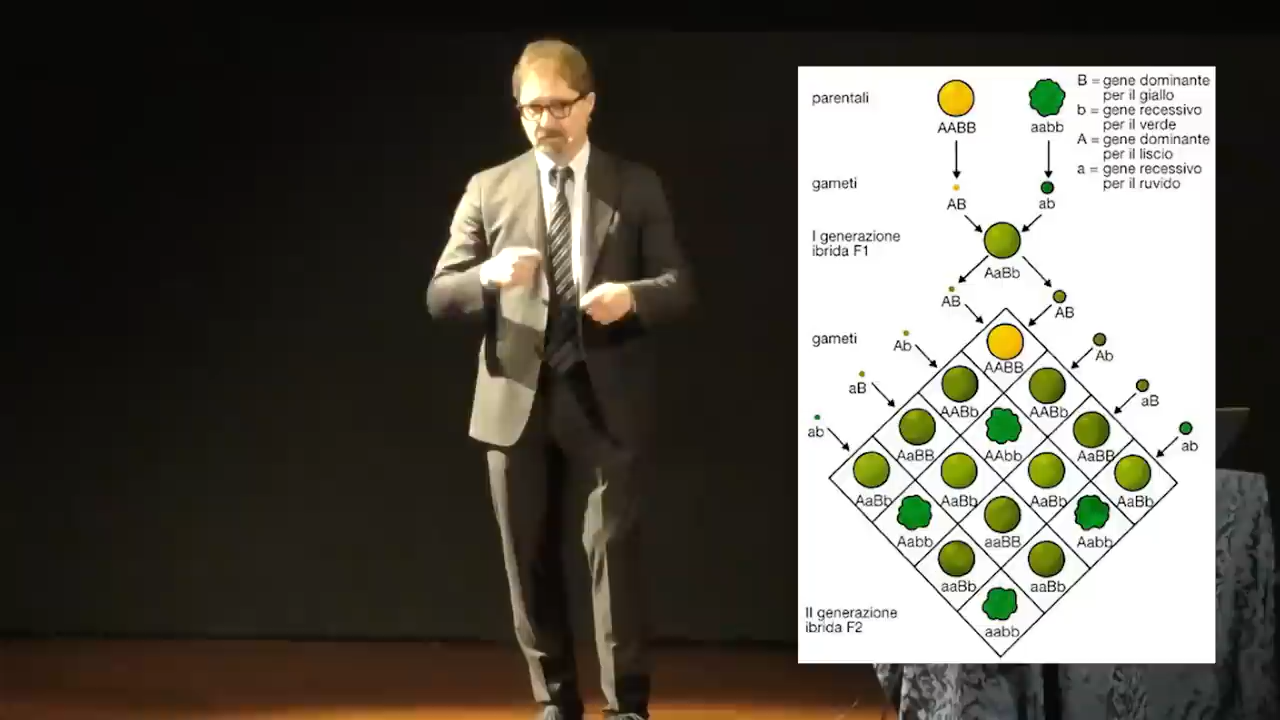 parentali
AABB
aabb
B = gene dominante
per il giallo
b = gene recessivo
per il verde
A = gene dominante
per il liscio
a = gene recessivo
per il ruvido
gameti
AB
ab
I generazione
ibrida F1
AaBb
AB
AB
gameti
Ab
Ab
AABB
aB
aB
AABb
AABb
ab
ab
AaBB
AAbb
AaBB
AaBb
AaBb
AaBb
AaBb
Aabb
aaBB
Aabb
aaBb
aaBb
II generazione
ibrida F2
aabb